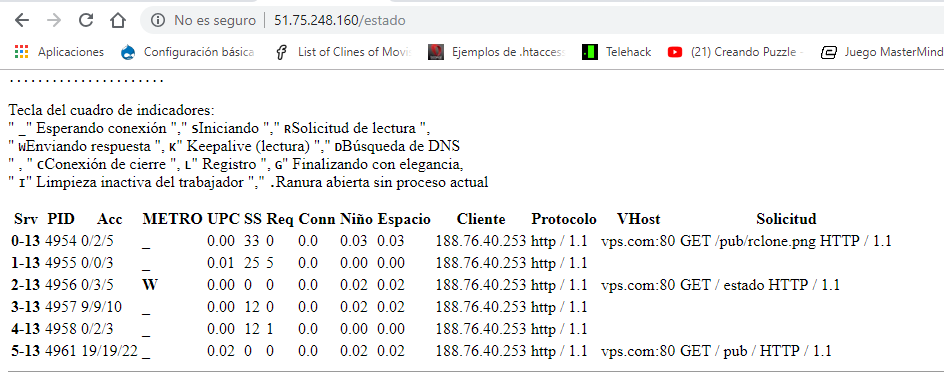 No es seguro | 51.75.248.160/estado
Aplicaciones Configuración básica List of Clines of Movi Ejemplos de .htaccess Telehack (21) Creando Puzzle Juego MasterMind
......................
Tecla del cuadro de indicadores:
" _" Esperando conexión "," sIniciando "," RSolicitud de lectura ",
" WEnviando respuesta ", K" Keepalive (lectura) "," DBúsqueda de DNS
" , " CConexión de cierre ", L" Registro ", G" Finalizando con elegancia,
" I" Limpieza inactiva del trabajador "," .Ranura abierta sin proceso actual
Srv PID Acc METRO UPC SS Req Conn Niño Espacio Cliente Protocolo VHost Solicitud
0-13 4954 0/2/5 _ 0.00 33 0 0.0 0.03 0.03 188.76.40.253 http / 1.1 vps.com:80 GET /pub/rclone.png HTTP / 1.1
1-13 4955 0/0/3 _ 0.01 25 5 0.0 0.00 0.00 188.76.40.253 http / 1.1
2-13 4956 0/3/5 W 0.00 0 0 0.0 0.02 0.02 188.76.40.253 http / 1.1 vps.com:80 GET / estado HTTP / 1.1
3-13 4957 9/9/10 _ 0.00 12 0 0.0 0.02 0.02 188.76.40.253 http / 1.1
4-13 4958 0/2/3 _ 0.00 12 1 0.0 0.00 0.00 188.76.40.253 http / 1.1
5-13 4961 19/19/22 _ 0.02 0 0 0.0 0.02 0.02 188.76.40.253 http / 1.1 vps.com:80 GET / pub / HTTP / 1.1